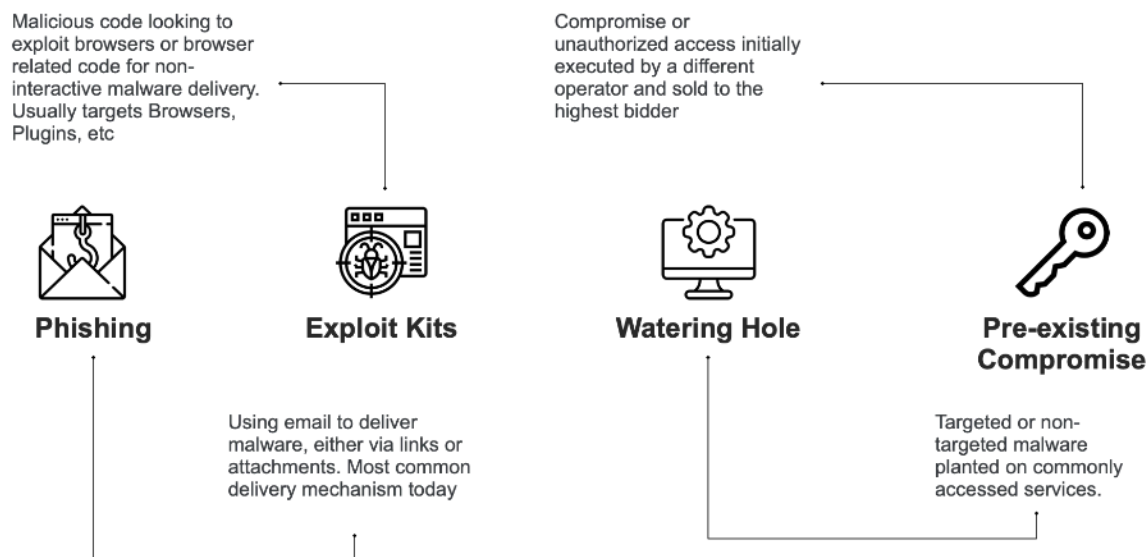 Malicious code looking to
exploit browsers or browser
related code for non-
interactive malware delivery.
Usually targets Browsers,
Plugins, etc
Compromise or
unauthorized access initially
executed by a different
operator and sold to the
highest bidder
Phishing
Exploit Kits
Watering Hole
Pre-existing
Compromise
Using email to deliver
malware, either via links or
attachments. Most common
delivery mechanism today
Targeted or non-
targeted malware
planted on commonly
accessed services.